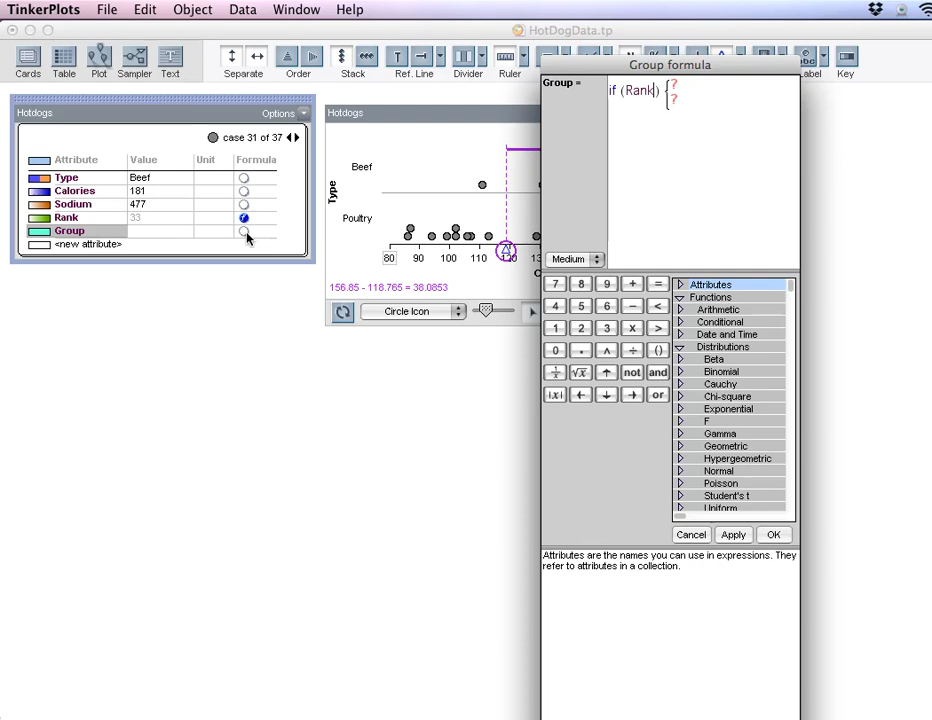 TinkerPlots File Edit Object Data Window Help
HotDogData.tp
Cards Table Plot Sampler Text Separate Order Stack Ref. Line Divider Ruler Label Key
Group formula
Group = if (Rank) {?
?
Hotdogs Options
case 31 of 37
Attribute Value Unit Formula
Type Beef
Calories 181
Sodium 477
Rank 33
Group
<new attribute>
Hotdogs
Type
Beef
Poultry
80 90 100 110 120 13
C
156.85 - 118.765 = 38.0853
Circle Icon
Medium
7 8 9 + =
4 5 6 − <
1 2 3 x >
0 . ^ ÷ ()
1/x √x ↑ not and
|x| ← ↓ → or
Attributes
Functions
Arithmetic
Conditional
Date and Time
Distributions
Beta
Binomial
Cauchy
Chi-square
Exponential
F
Gamma
Geometric
Hypergeometric
Normal
Poisson
Student's t
Uniform
Cancel Apply OK
Attributes are the names you can use in expressions. They
refer to attributes in a collection.